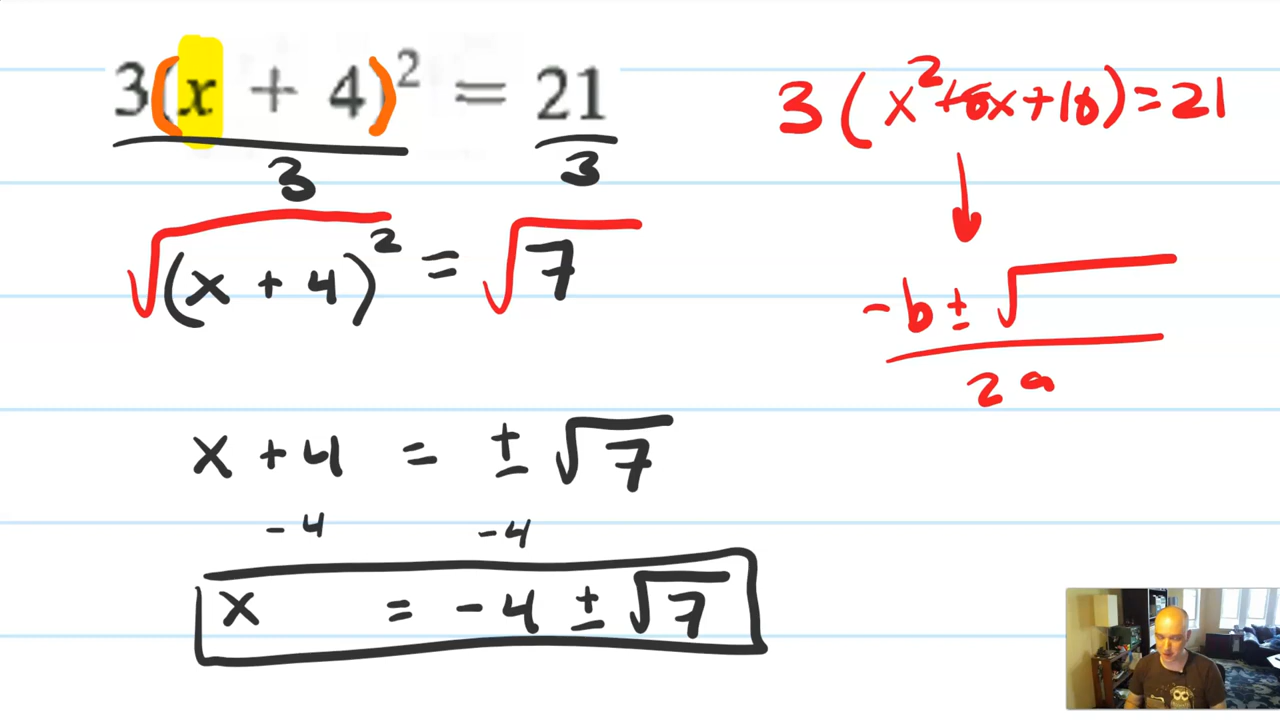 3(x + 4)² = 21
3 3
√(x + 4)² = √7
x + 4 = ± √7
- 4 - 4
x = - 4 ± √7
3(x²+8x+16)=21
-b ± √
2a